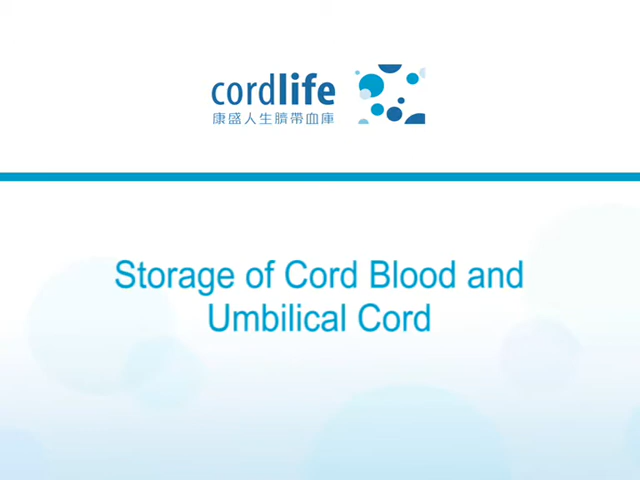 cordlife
康盛人生臍帶血庫
Storage of Cord Blood and
Umbilical Cord